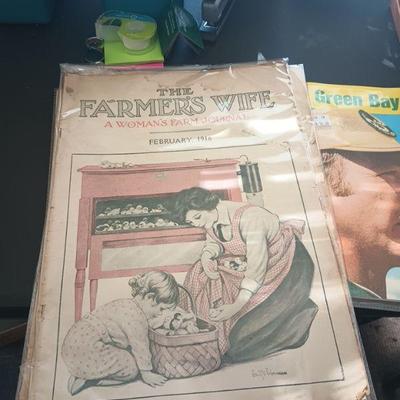 THE
FARMER'S WIFE
A WOMAN'S FARM JOURNAL
FEBRUARY, 1916
Green Bay